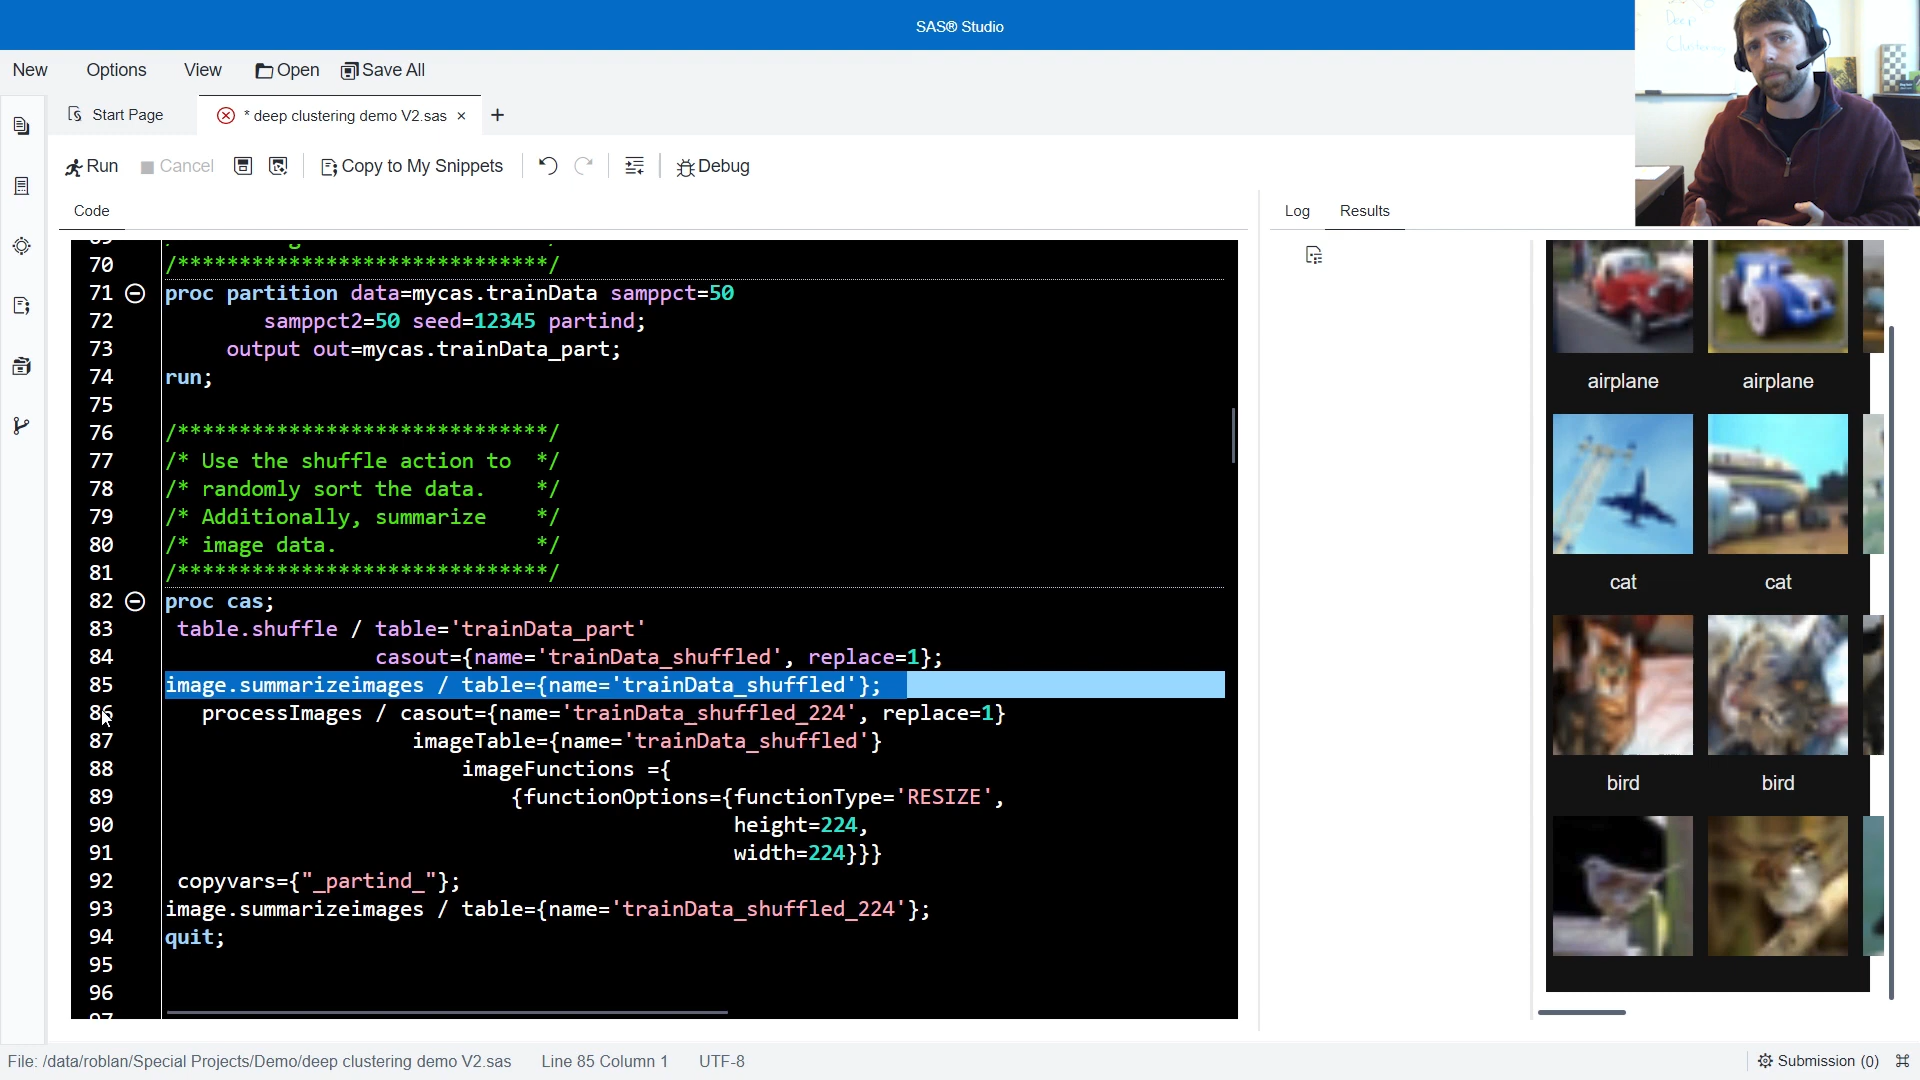 SAS® Studio
New Options View Open Save All
Start Page * deep clustering demo V2.sas × +
Run Cancel Copy to My Snippets Debug
Code
Log Results
70 /******************************/
71 proc partition data=mycas.trainData samppct=50
72 samppct2=50 seed=12345 partind;
73 output out=mycas.trainData_part;
74 run;
75
76 /******************************/
77 /* Use the shuffle action to */
78 /* randomly sort the data. */
79 /* Additionally, summarize */
80 /* image data. */
81 /******************************/
82 proc cas;
83 table.shuffle / table='trainData_part'
84 casout={name='trainData_shuffled', replace=1};
85 image.summarizeimages / table={name='trainData_shuffled'};
86 processImages / casout={name='trainData_shuffled_224', replace=1}
87 imageTable={name='trainData_shuffled'}
88 imageFunctions ={
89 {functionOptions={functionType='RESIZE',
90 height=224,
91 width=224}}}
92 copyvars={"_partind_"};
93 image.summarizeimages / table={name='trainData_shuffled_224'};
94 quit;
95
96
airplane airplane
cat cat
bird bird
File: /data/roblan/Special Projects/Demo/deep clustering demo V2.sas Line 85 Column 1 UTF-8
Submission (0)